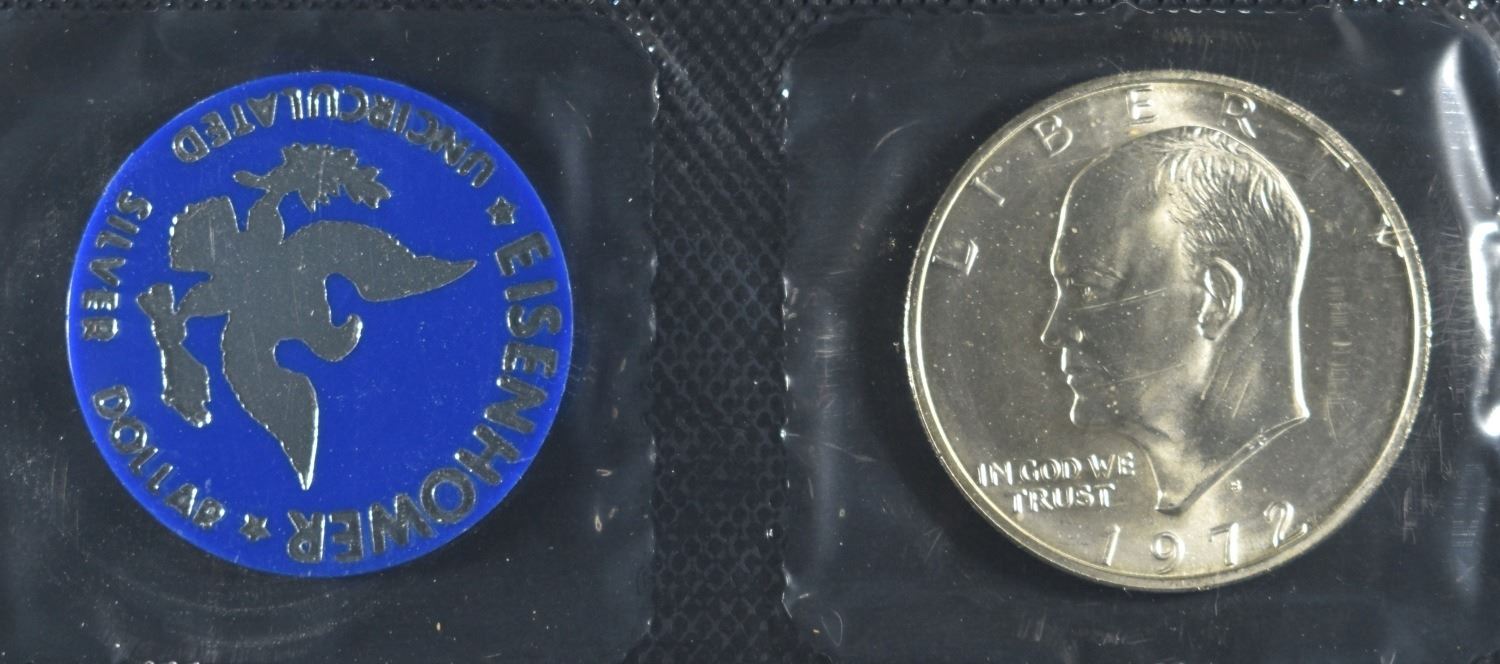 EISENHOWER
UNCIRCULATED SILVER DOLLAR
LIBERTY
IN GOD WE
TRUST
S
1972